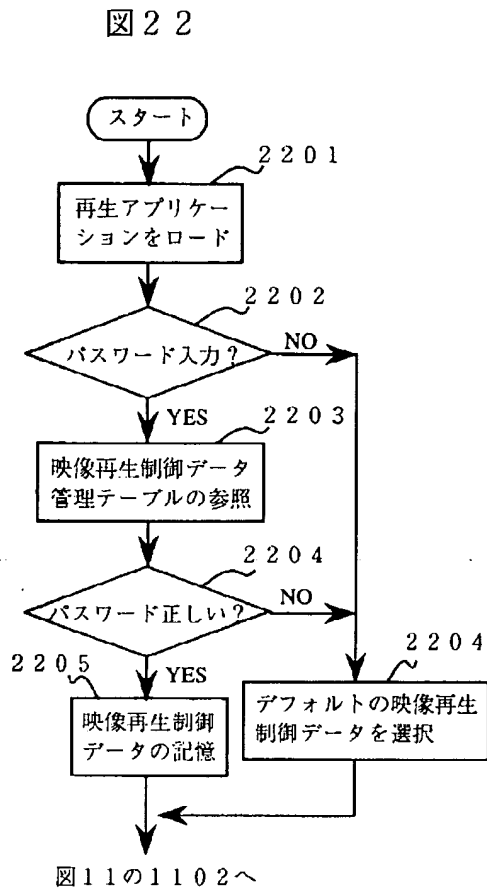 図２２
スタート
２２０１
再生アプリケー
ションをロード
２２０２
パスワード入力？
NO
YES
２２０３
映像再生制御データ
管理テーブルの参照
２２０４
パスワード正しい？
NO
２２０５
YES
２２０４
映像再生制御
データの記憶
デフォルトの映像再生
制御データを選択
図１１の１１０２へ